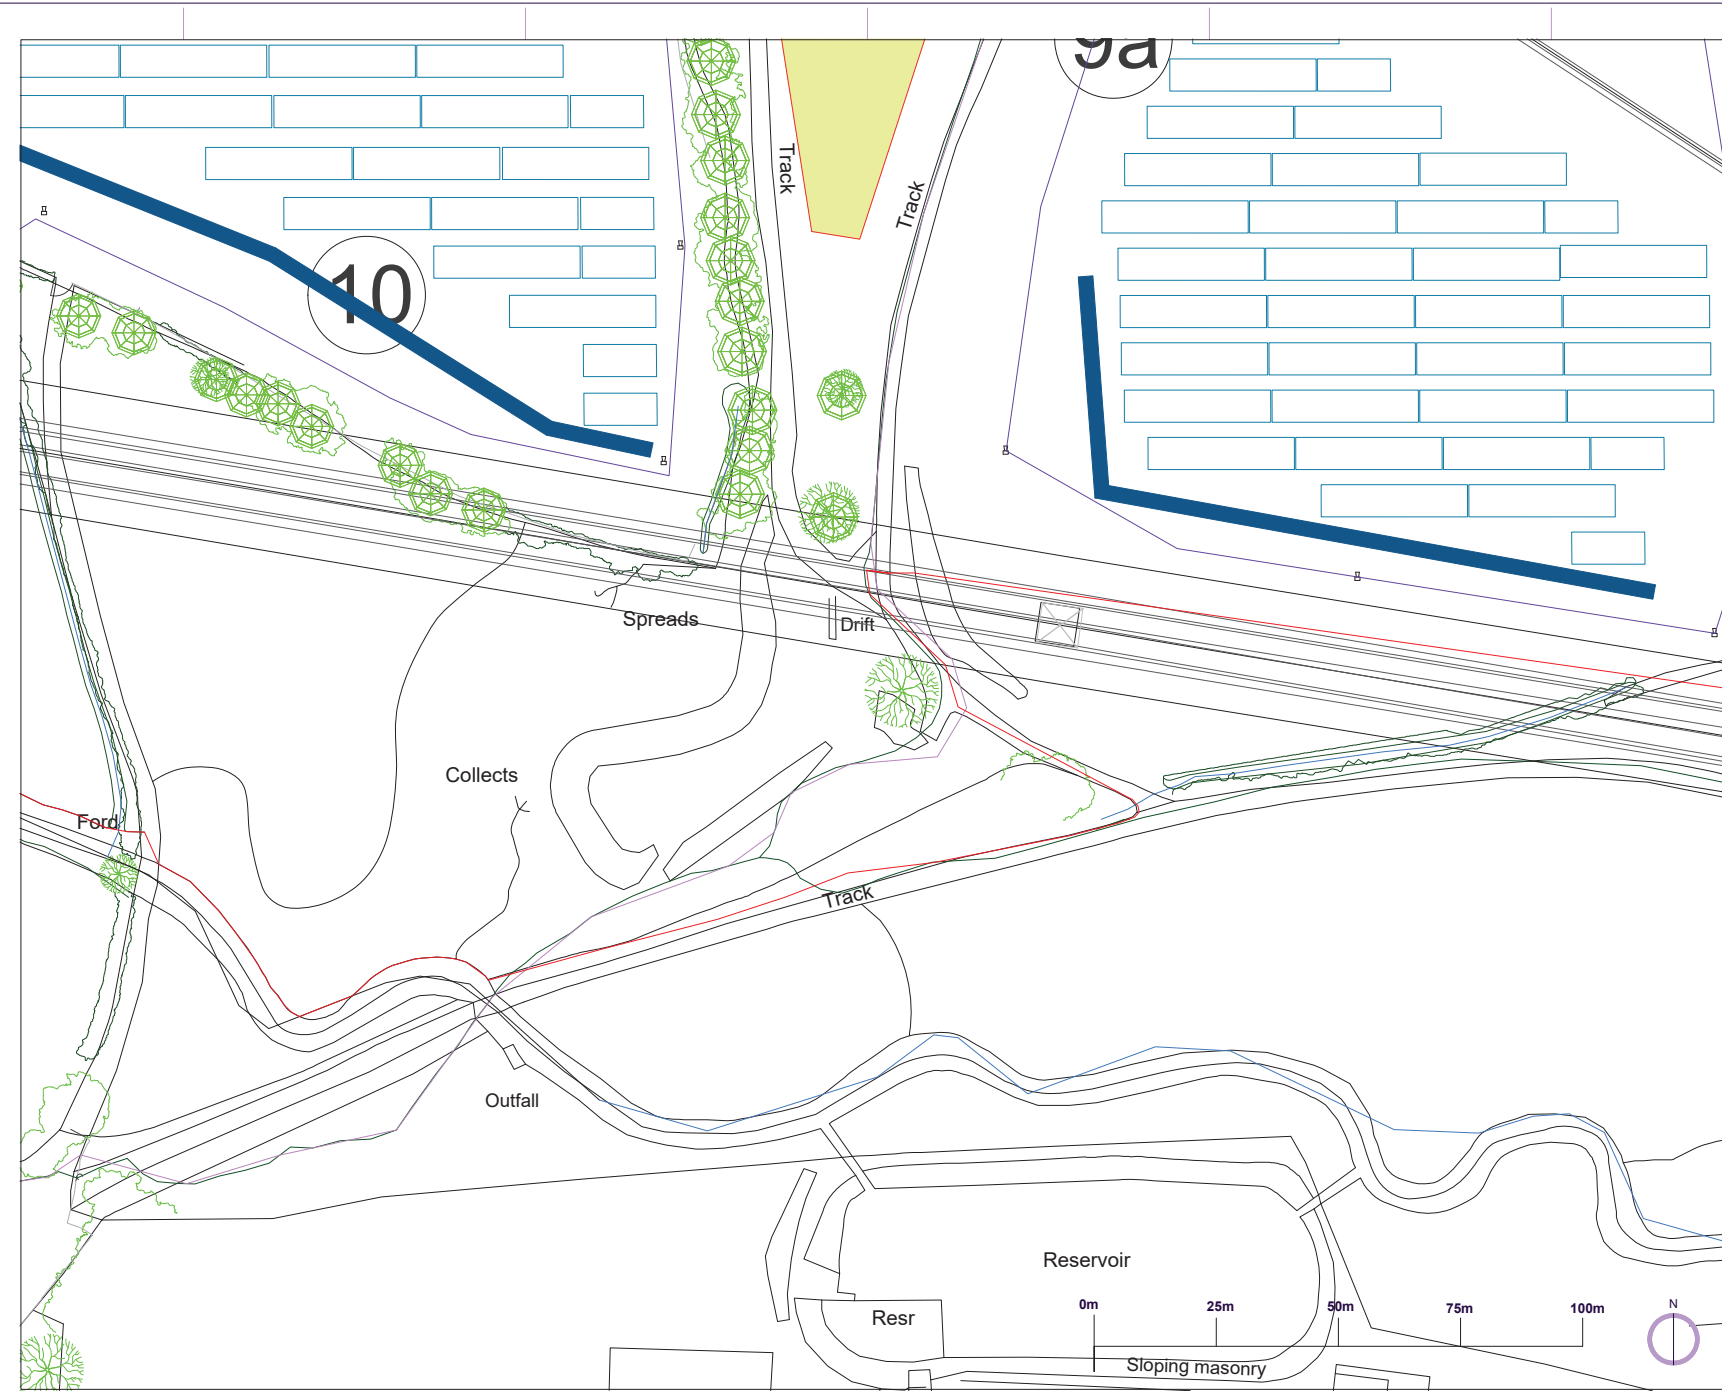 9a
Track
Track
10
Spreads
Drift
Collects
Ford
Track
Outfall
Reservoir
0m 25m 50m 75m 100m
N
Resr
Sloping masonry